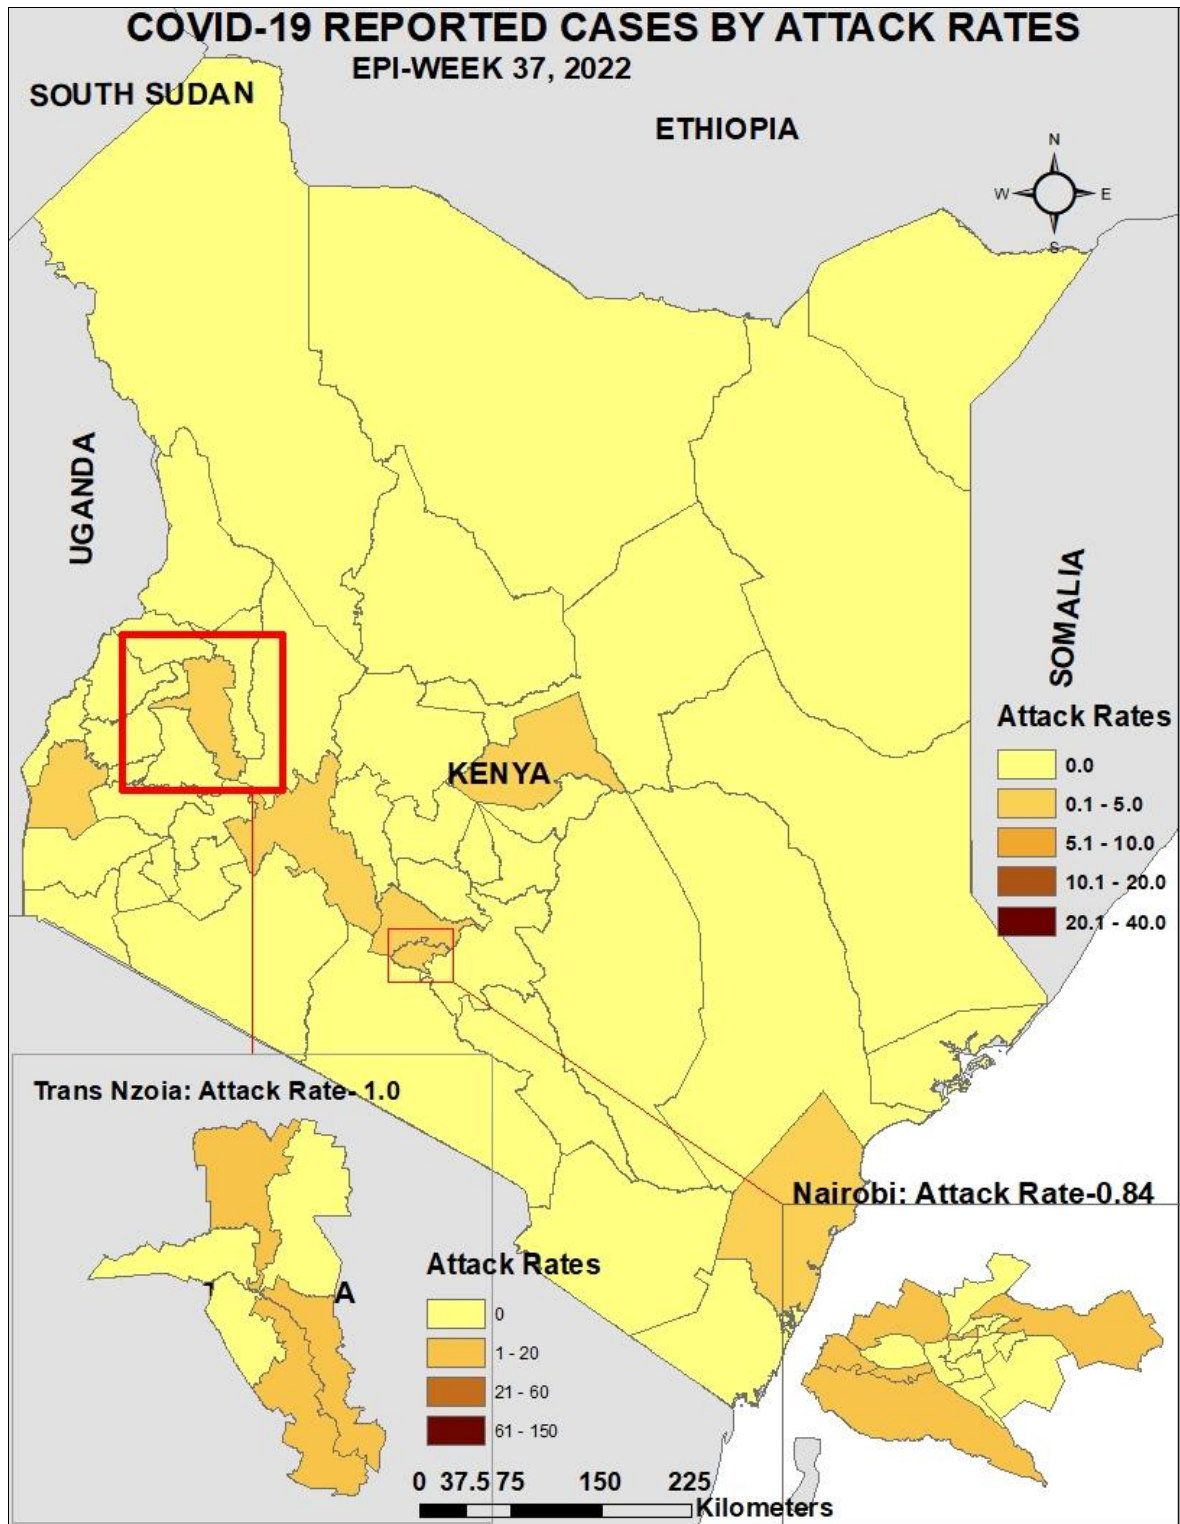 COVID-19 REPORTED CASES BY ATTACK RATES
EPI-WEEK 37, 2022
SOUTH SUDAN
ETHIOPIA
N
W
E
S
UGANDA
SOMALIA
KENYA
Attack Rates
0.0
0.1 - 5.0
5.1 - 10.0
10.1 - 20.0
20.1 - 40.0
Trans Nzoia: Attack Rate- 1.0
A
Nairobi: Attack Rate-0.84
Attack Rates
0
1 - 20
21 - 60
61 - 150
0 37.5 75 150 225
Kilometers